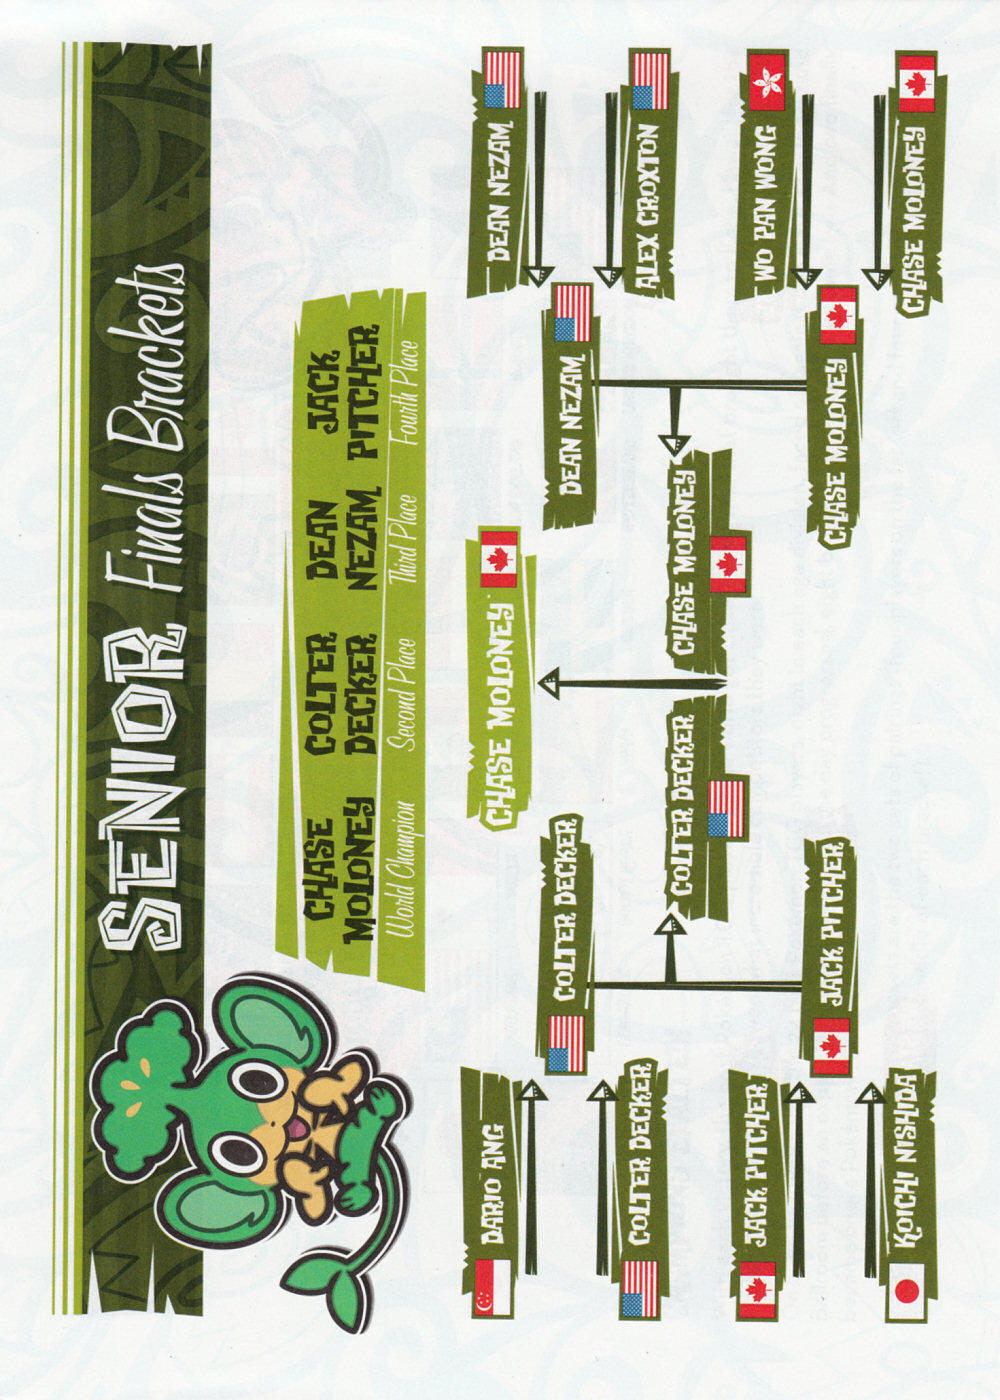 SENIOR Finals Brackets
CHASE MOLONEY
World Champion
COLTER DECKER
Second Place
DEAN NEZAM
Third Place
JACK PITCHER
Fourth Place
DARIO ANG
CHASE MOLONEY
DEAN NEZAM
COLTER DECKER
DEAN NEZAM
COLTER DECKER
ALEX CROXTON
COLTER DECKER
CHASE MOLONEY
JACK PITCHER
WO PAN WONG
JACK PITCHER
CHASE MOLONEY
KOICHI NISHIDA
CHASE MOLONEY